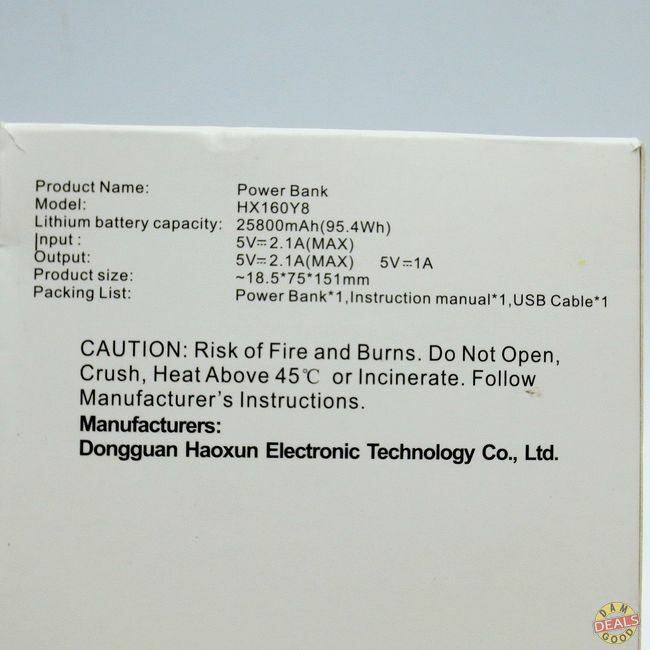 Product Name: Power Bank
Model: HX160Y8
Lithium battery capacity: 25800mAh(95.4Wh)
Input : 5V⎓2.1A(MAX)
Output: 5V⎓2.1A(MAX) 5V⎓1A
Product size: ~18.5*75*151mm
Packing List: Power Bank*1,Instruction manual*1,USB Cable*1
CAUTION: Risk of Fire and Burns. Do Not Open,
Crush, Heat Above 45℃ or Incinerate. Follow
Manufacturer's Instructions.
Manufacturers:
Dongguan Haoxun Electronic Technology Co., Ltd.
DAM
DEALS
GOOD